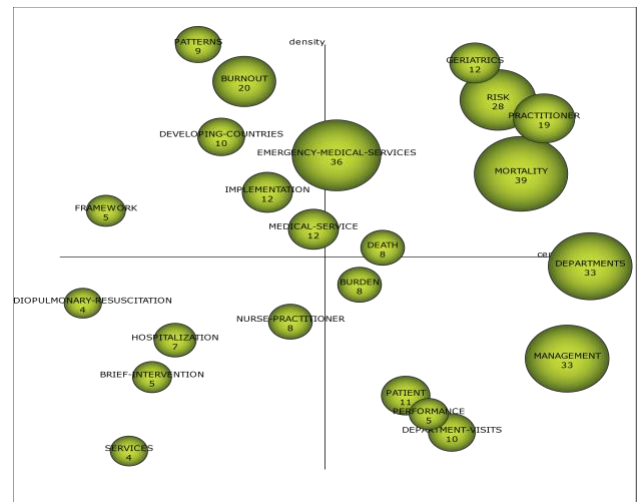 PATTERNS
9
density
GERIATRICS
12
BURNOUT
20
RISK
28
PRACTITIONER
19
DEVELOPING-COUNTRIES
10
EMERGENCY-MEDICAL-SERVICES
36
MORTALITY
39
IMPLEMENTATION
12
FRAMEWORK
5
MEDICAL-SERVICE
12
DEATH
8
cen
DEPARTMENTS
33
BURDEN
8
DIOPULMONARY-RESUSCITATION
4
NURSE-PRACTITIONER
8
HOSPITALIZATION
7
MANAGEMENT
33
BRIEF-INTERVENTION
5
PATIENT
11
PERFORMANCE
5
DEPARTMENT-VISITS
10
SERVICES
4